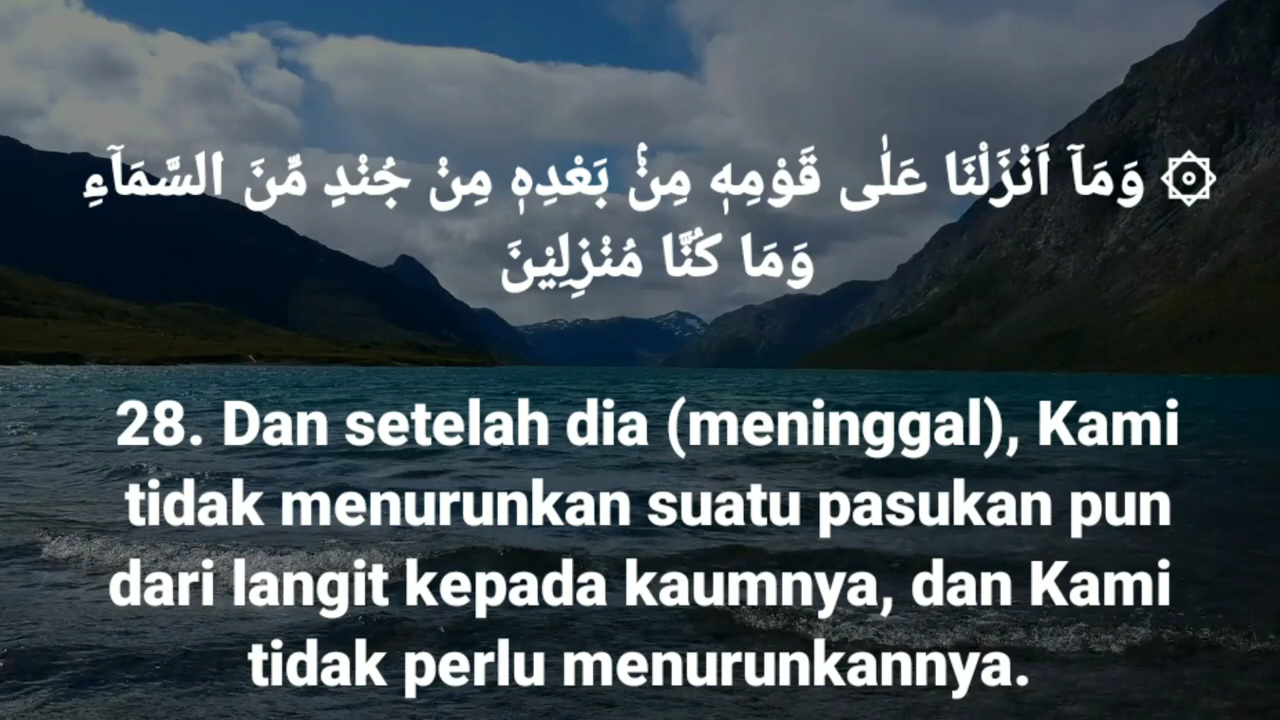 ۞ وَمَآ اَنْزَلْنَا عَلٰى قَوْمِهٖ مِنْۢ بَعْدِهٖ مِنْ جُنْدٍ مِّنَ السَّمَاۤءِ
وَمَا كُنَّا مُنْزِلِيْنَ
28. Dan setelah dia (meninggal), Kami
tidak menurunkan suatu pasukan pun
dari langit kepada kaumnya, dan Kami
tidak perlu menurunkannya.